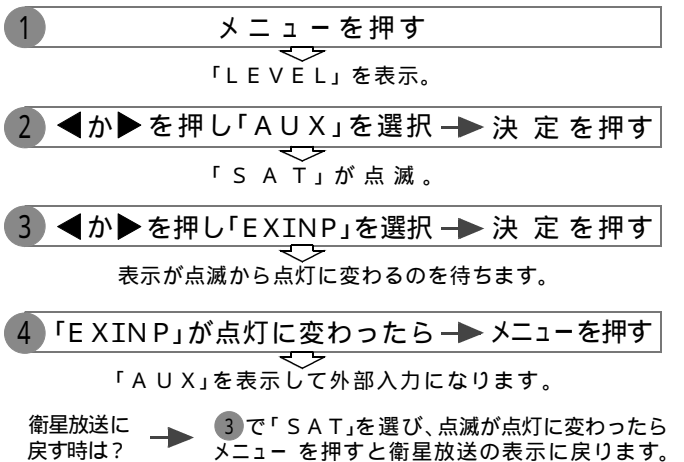 1 メニューを押す
「LEVEL」を表示。
2 ◀か▶を押し「AUX」を選択 → 決定を押す
「SAT」が点滅。
3 ◀か▶を押し「EXINP」を選択 → 決定を押す
表示が点滅から点灯に変わるのを待ちます。
4 「EXINP」が点灯に変わったら → メニューを押す
「AUX」を表示して外部入力になります。
衛星放送に
戻す時は?
→ 3で「SAT」を選び、点滅が点灯に変わったら
メニューを押すと衛星放送の表示に戻ります。